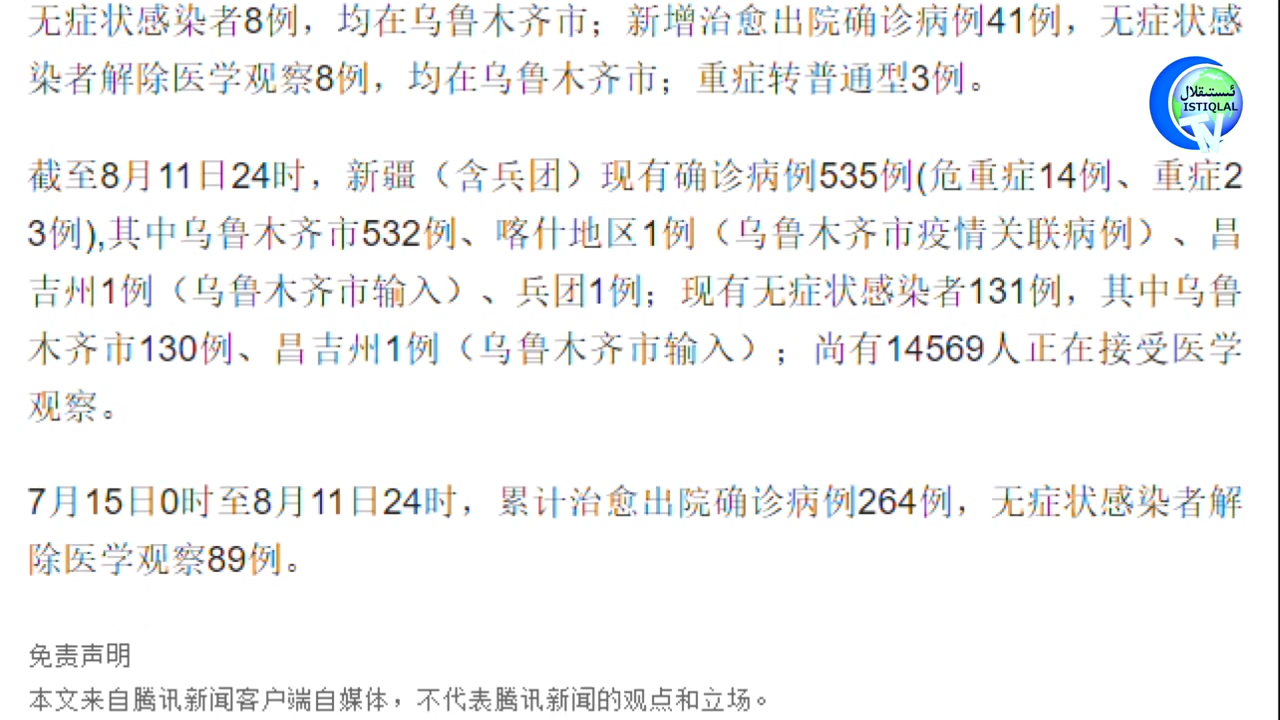 无症状感染者8例，均在乌鲁木齐市；新增治愈出院确诊病例41例，无症状感
染者解除医学观察8例，均在乌鲁木齐市；重症转普通型3例。
ئىستىقلال
ISTIQLAL
TV
截至8月11日24时，新疆（含兵团）现有确诊病例535例(危重症14例、重症2
3例),其中乌鲁木齐市532例、喀什地区1例（乌鲁木齐市疫情关联病例）、昌
吉州1例（乌鲁木齐市输入）、兵团1例；现有无症状感染者131例，其中乌鲁
木齐市130例、昌吉州1例（乌鲁木齐市输入）；尚有14569人正在接受医学
观察。
7月15日0时至8月11日24时，累计治愈出院确诊病例264例，无症状感染者解
除医学观察89例。
免责声明
本文来自腾讯新闻客户端自媒体，不代表腾讯新闻的观点和立场。